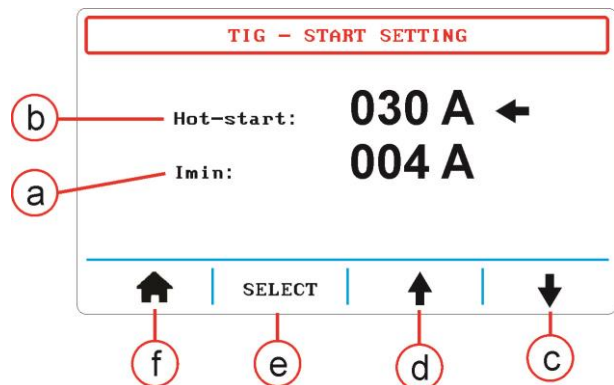 TIG - START SETTING
b
Hot-start: 030 A
a
Imin: 004 A
SELECT
f e d c